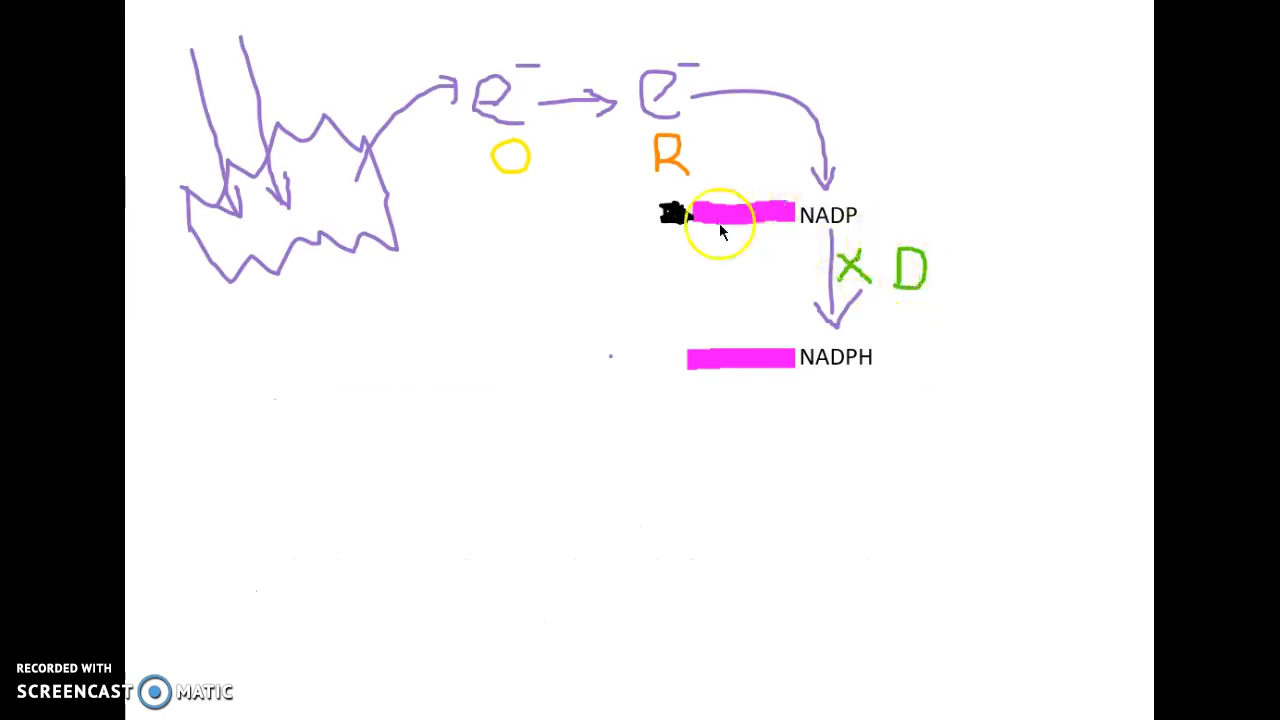 e⁻ → e⁻
O R
NADP
X D
NADPH
RECORDED WITH
SCREENCAST MATIC